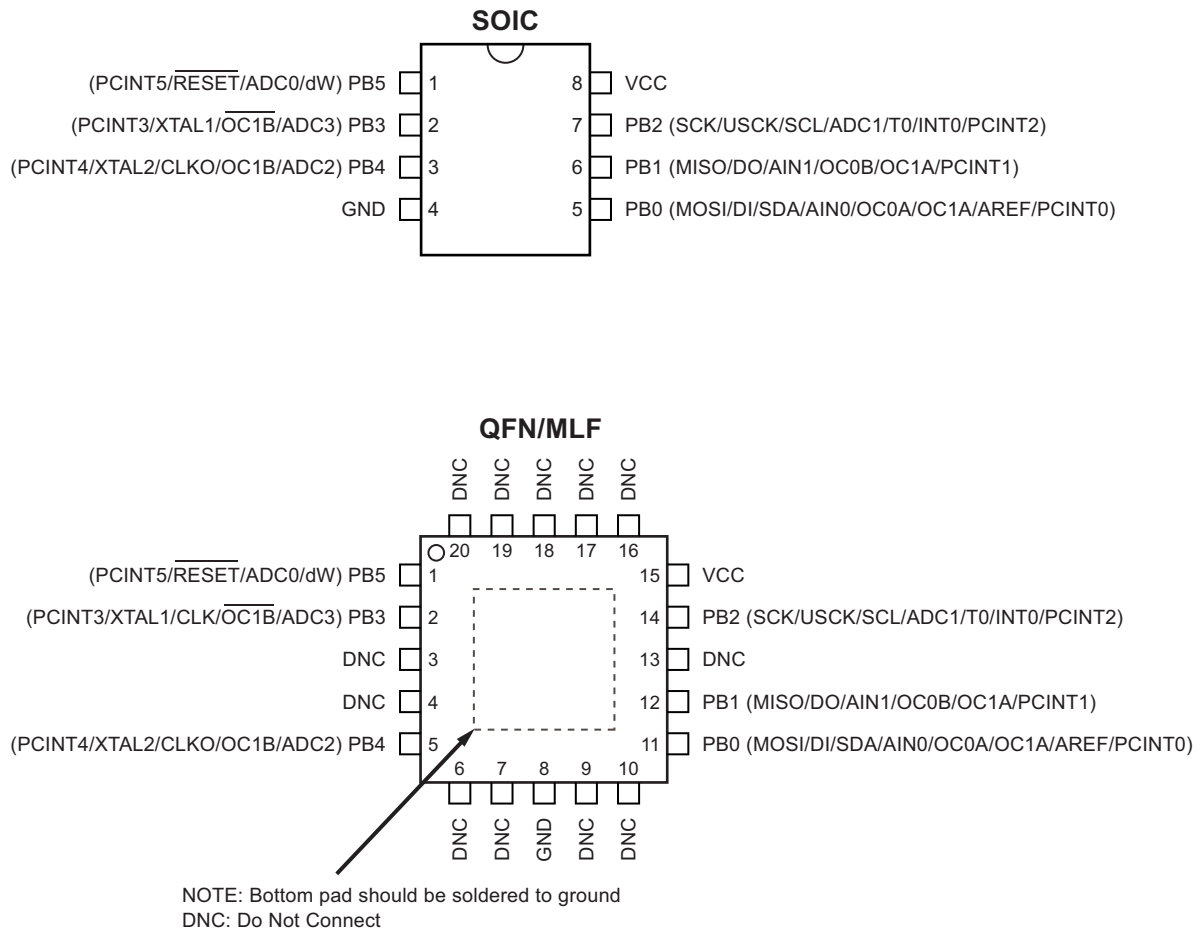 SOIC
(PCINT5/RESET/ADC0/dW) PB5 1 8 VCC
(PCINT3/XTAL1/OC1B/ADC3) PB3 2 7 PB2 (SCK/USCK/SCL/ADC1/T0/INT0/PCINT2)
(PCINT4/XTAL2/CLKO/OC1B/ADC2) PB4 3 6 PB1 (MISO/DO/AIN1/OC0B/OC1A/PCINT1)
GND 4 5 PB0 (MOSI/DI/SDA/AIN0/OC0A/OC1A/AREF/PCINT0)
QFN/MLF
DNC DNC DNC DNC DNC
20 19 18 17 16
(PCINT5/RESET/ADC0/dW) PB5 1 15 VCC
(PCINT3/XTAL1/CLK/OC1B/ADC3) PB3 2 14 PB2 (SCK/USCK/SCL/ADC1/T0/INT0/PCINT2)
DNC 3 13 DNC
DNC 4 12 PB1 (MISO/DO/AIN1/OC0B/OC1A/PCINT1)
(PCINT4/XTAL2/CLKO/OC1B/ADC2) PB4 5 11 PB0 (MOSI/DI/SDA/AIN0/OC0A/OC1A/AREF/PCINT0)
6 7 8 9 10
DNC DNC GND DNC DNC
NOTE: Bottom pad should be soldered to ground
DNC: Do Not Connect